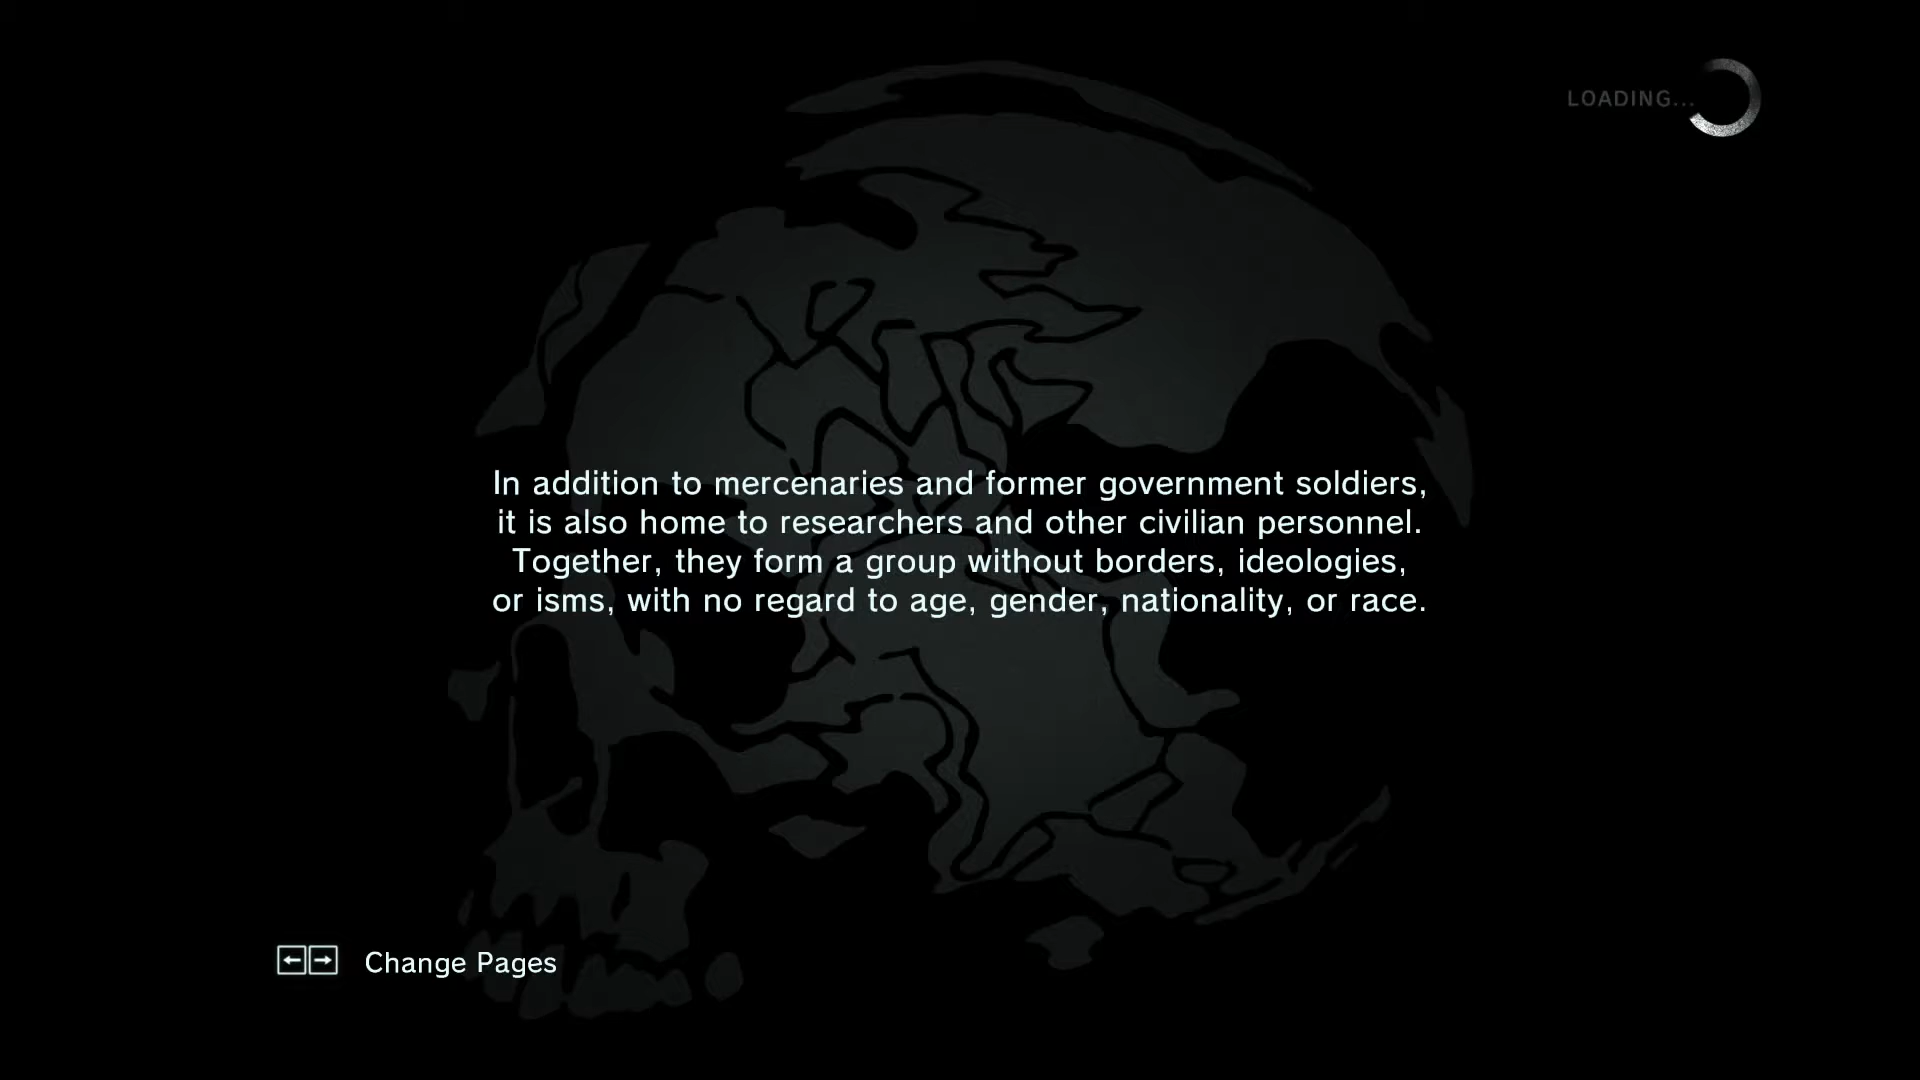 LOADING...
In addition to mercenaries and former government soldiers,
it is also home to researchers and other civilian personnel.
Together, they form a group without borders, ideologies,
or isms, with no regard to age, gender, nationality, or race.
Change Pages